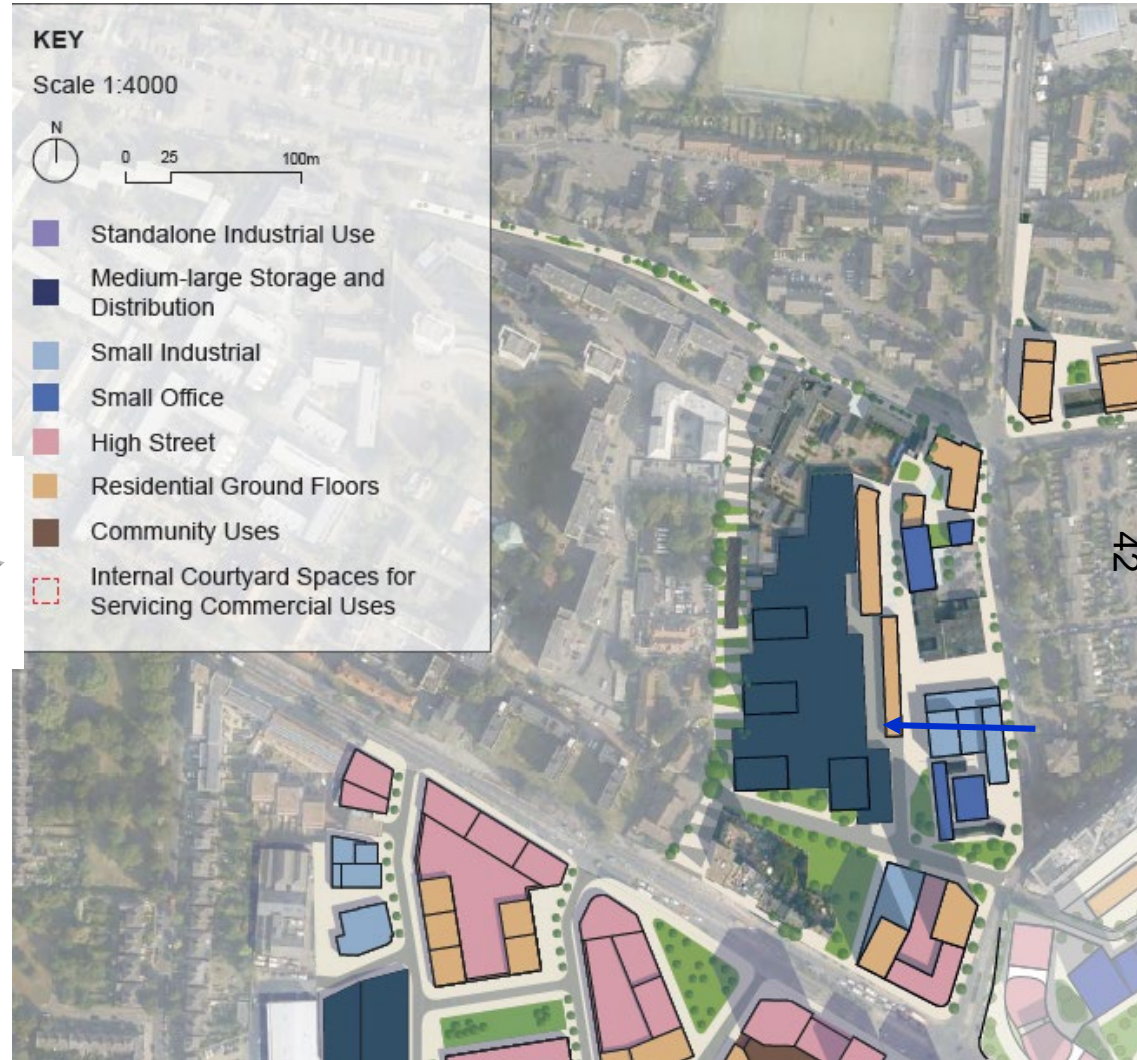 KEY
Scale 1:4000
N
0 25 100m
Standalone Industrial Use
Medium-large Storage and
Distribution
Small Industrial
Small Office
High Street
Residential Ground Floors
Community Uses
Internal Courtyard Spaces for
Servicing Commercial Uses
42